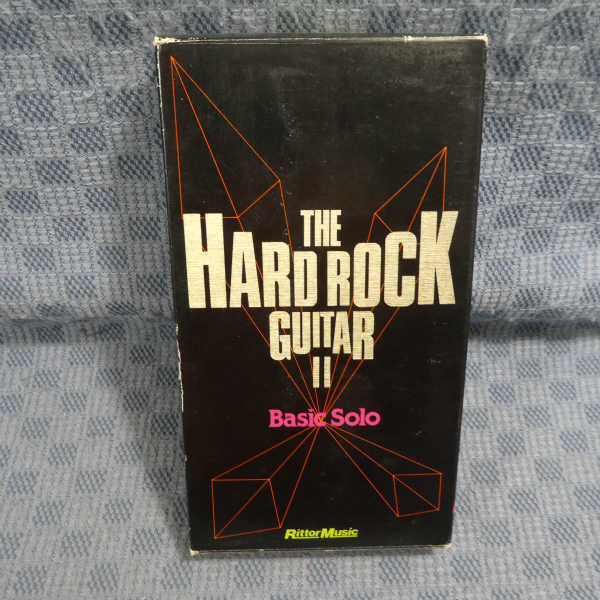 THE
HARD ROCK
GUITAR
II
Basic Solo
RittorMusic